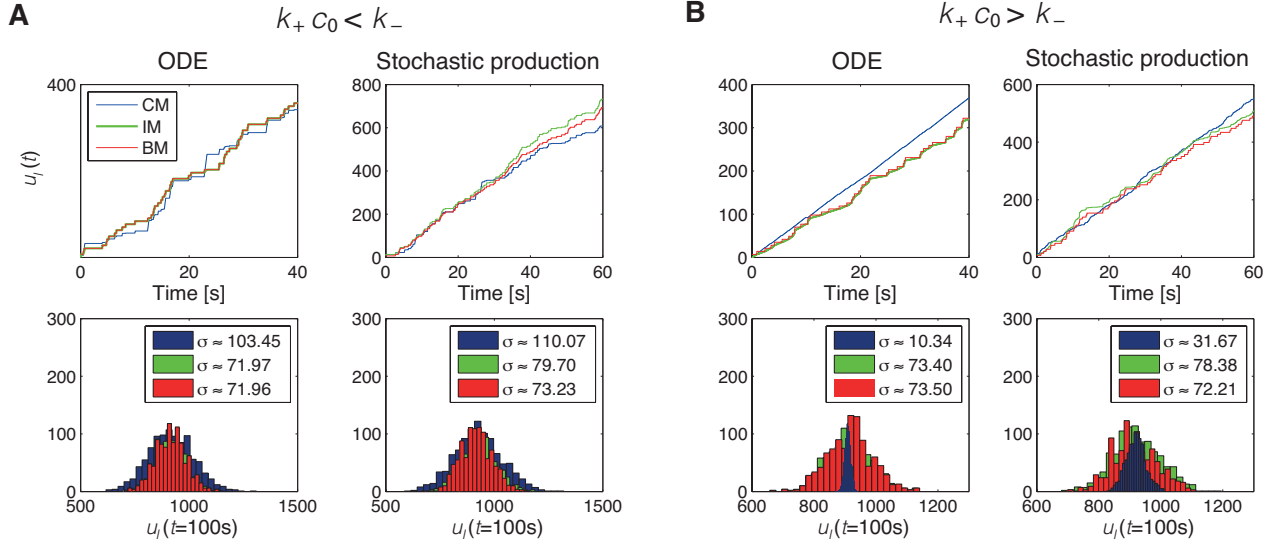 A
k₊ c₀ < k₋
ODE
Stochastic production
400
u_l(t)
CM
IM
BM
0 20 40
Time [s]
800
600
400
200
0
0 20 40 60
Time [s]
300
200
100
0
σ ≈ 103.45
σ ≈ 71.97
σ ≈ 71.96
500 1000 1500
u_l(t=100s)
300
200
100
0
σ ≈ 110.07
σ ≈ 79.70
σ ≈ 73.23
500 1000 1500
u_l(t=100s)
B
k₊ c₀ > k₋
ODE
Stochastic production
400
300
200
100
0
0 20 40
Time [s]
600
400
200
0
0 20 40 60
Time [s]
300
200
100
0
σ ≈ 10.34
σ ≈ 73.40
σ ≈ 73.50
600 800 1000 1200
u_l(t=100s)
300
200
100
0
σ ≈ 31.67
σ ≈ 78.38
σ ≈ 72.21
600 800 1000 1200
u_l(t=100s)